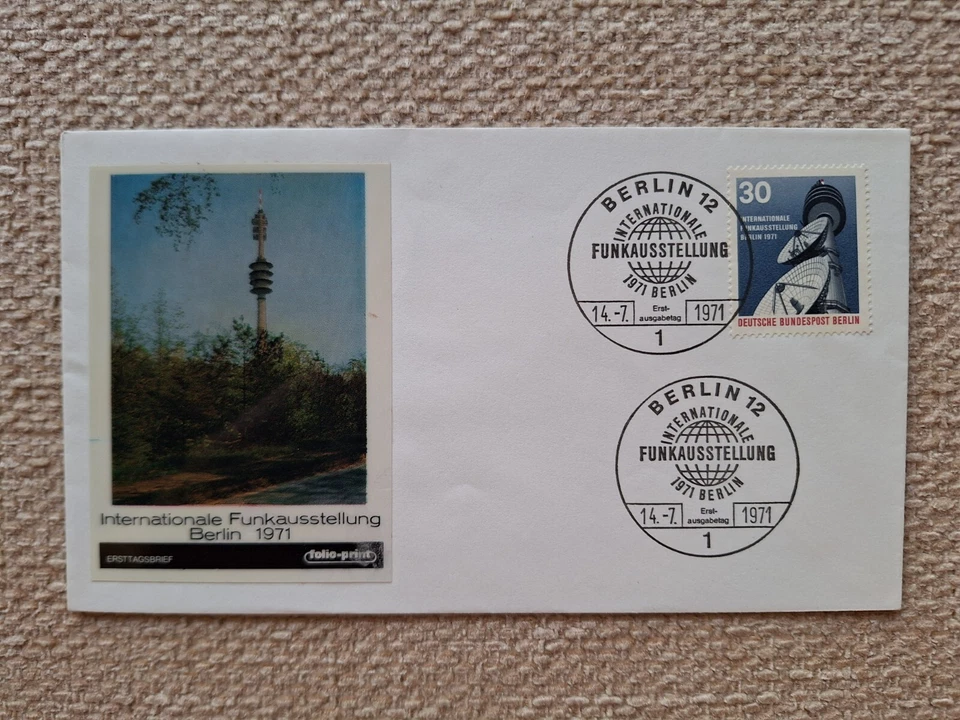 Internationale Funkausstellung
Berlin 1971
ERSTTAGSBRIEF
folio-print
BERLIN 12
INTERNATIONALE
FUNKAUSSTELLUNG
1971 BERLIN
14.-7.
Erst-
ausgabetag
1971
1
30
INTERNATIONALE
FUNKAUSSTELLUNG
BERLIN 1971
DEUTSCHE BUNDESPOST BERLIN
BERLIN 12
INTERNATIONALE
FUNKAUSSTELLUNG
1971 BERLIN
14.-7.
Erst-
ausgabetag
1971
1